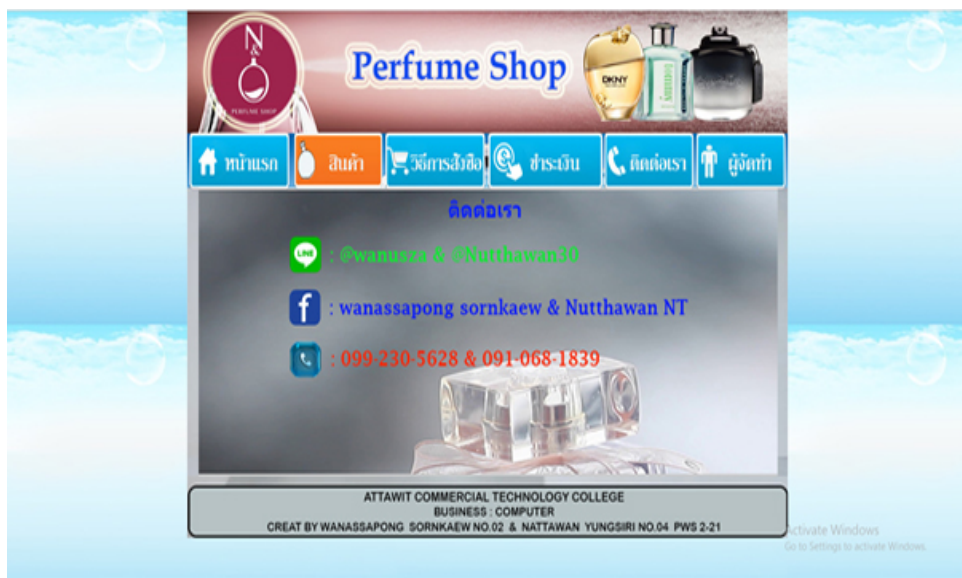 N&
PERFUME SHOP
Perfume Shop
DKNY
หน้าแรก สินค้า วิธีการสั่งซื้อ ชำระเงิน ติดต่อเรา ผู้จัดทำ
ติดต่อเรา
LINE : @wanusza & @Nutthawan30
f : wanassapong sornkaew & Nutthawan NT
: 099-230-5628 & 091-068-1839
ATTAWIT COMMERCIAL TECHNOLOGY COLLEGE
BUSINESS : COMPUTER
CREAT BY WANASSAPONG SORNKAEW NO.02 & NATTAWAN YUNGSIRI NO.04 PWS 2-21
Activate Windows
Go to Settings to activate Windows.